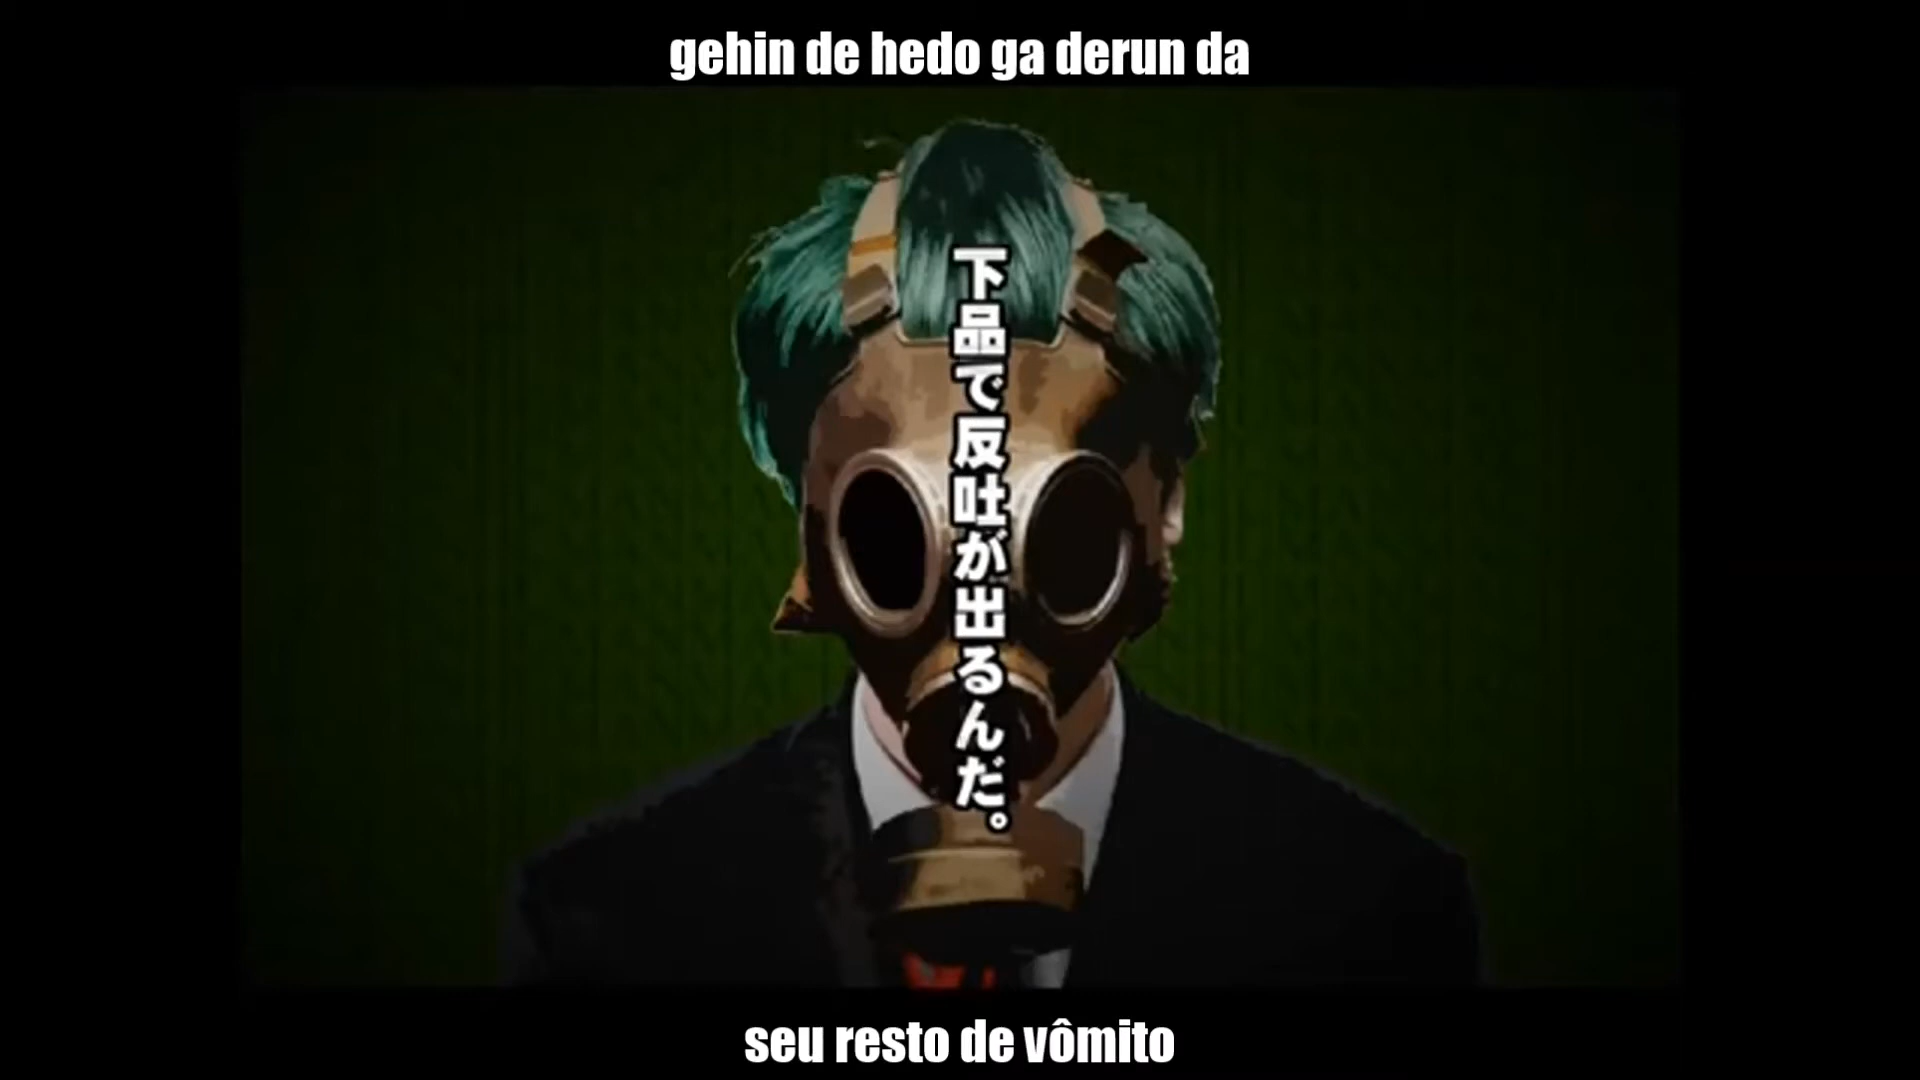 gehin de hedo ga derun da
下品で反吐が出るんだ。
seu resto de vômito